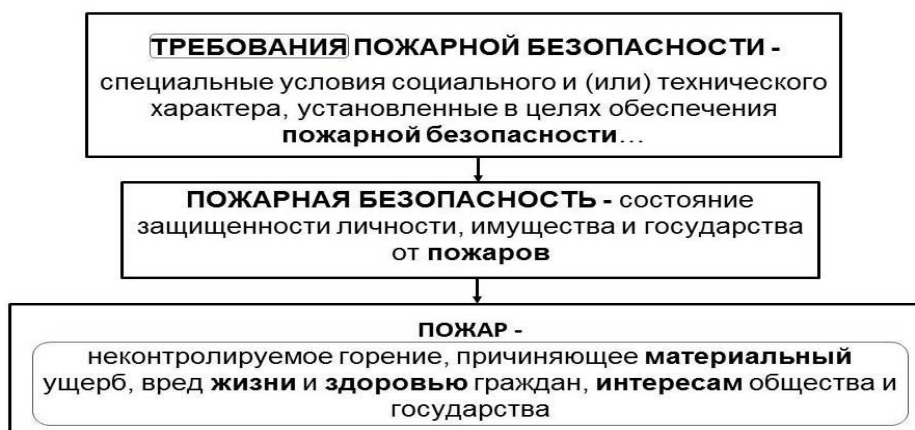 ТРЕБОВАНИЯ ПОЖАРНОЙ БЕЗОПАСНОСТИ -
специальные условия социального и (или) технического
характера, установленные в целях обеспечения
пожарной безопасности...
ПОЖАРНАЯ БЕЗОПАСНОСТЬ - состояние
защищенности личности, имущества и государства
от пожаров
ПОЖАР -
неконтролируемое горение, причиняющее материальный
ущерб, вред жизни и здоровью граждан, интересам общества и
государства